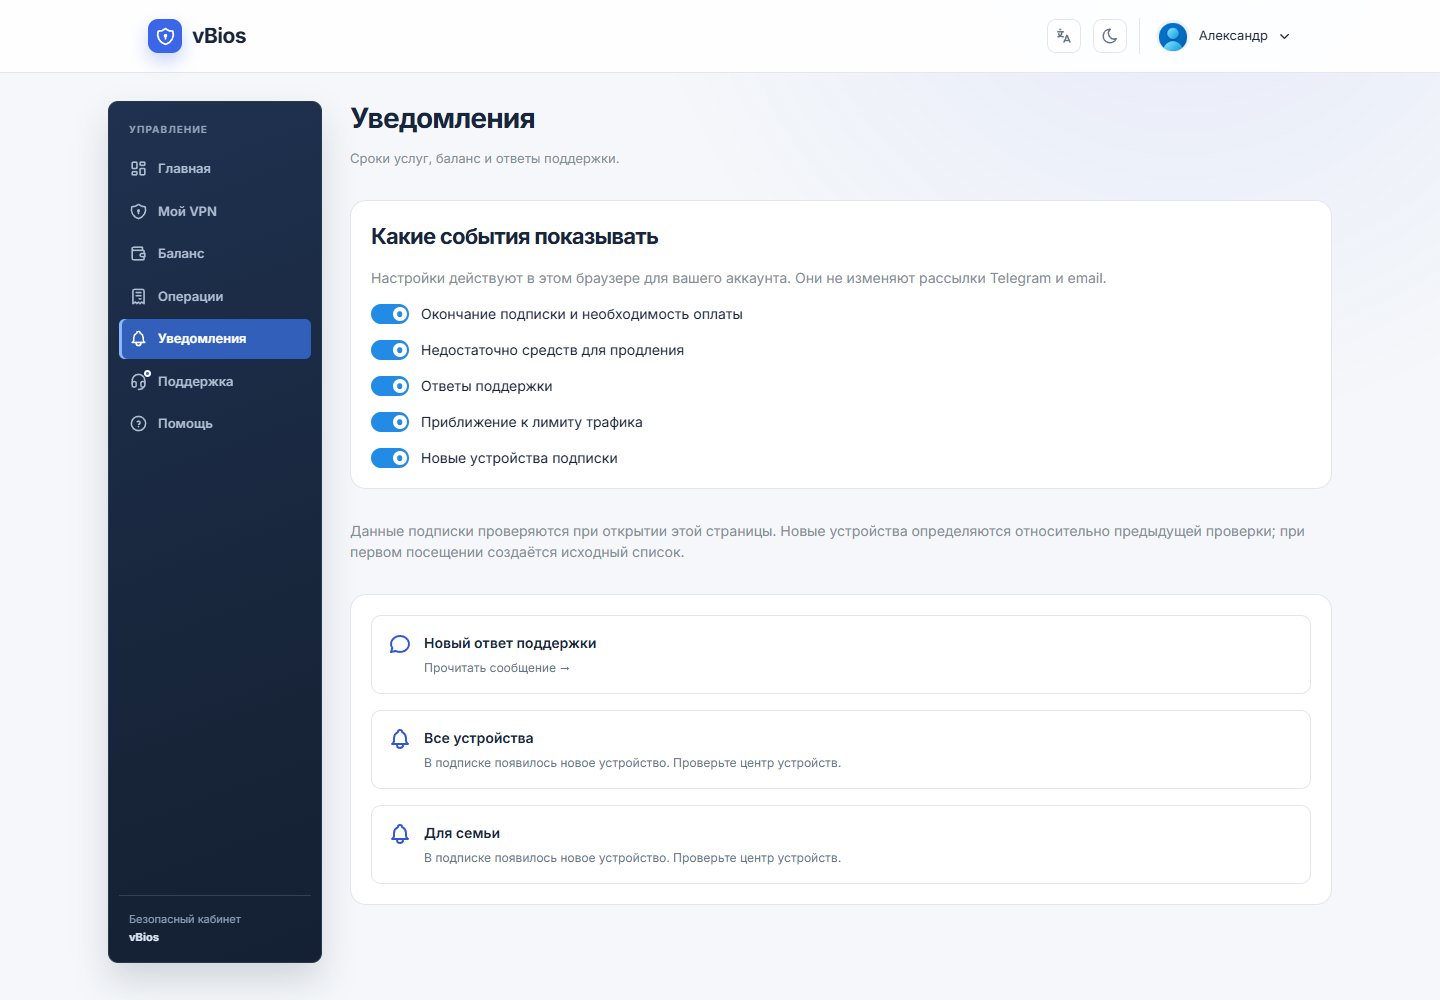 vBios
Александр
УПРАВЛЕНИЕ
Главная
Мой VPN
Баланс
Операции
Уведомления
Поддержка
Помощь
Безопасный кабинет
vBios
Уведомления
Сроки услуг, баланс и ответы поддержки.
Какие события показывать
Настройки действуют в этом браузере для вашего аккаунта. Они не изменяют рассылки Telegram и email.
Окончание подписки и необходимость оплаты
Недостаточно средств для продления
Ответы поддержки
Приближение к лимиту трафика
Новые устройства подписки
Данные подписки проверяются при открытии этой страницы. Новые устройства определяются относительно предыдущей проверки; при
первом посещении создаётся исходный список.
Новый ответ поддержки
Прочитать сообщение →
Все устройства
В подписке появилось новое устройство. Проверьте центр устройств.
Для семьи
В подписке появилось новое устройство. Проверьте центр устройств.